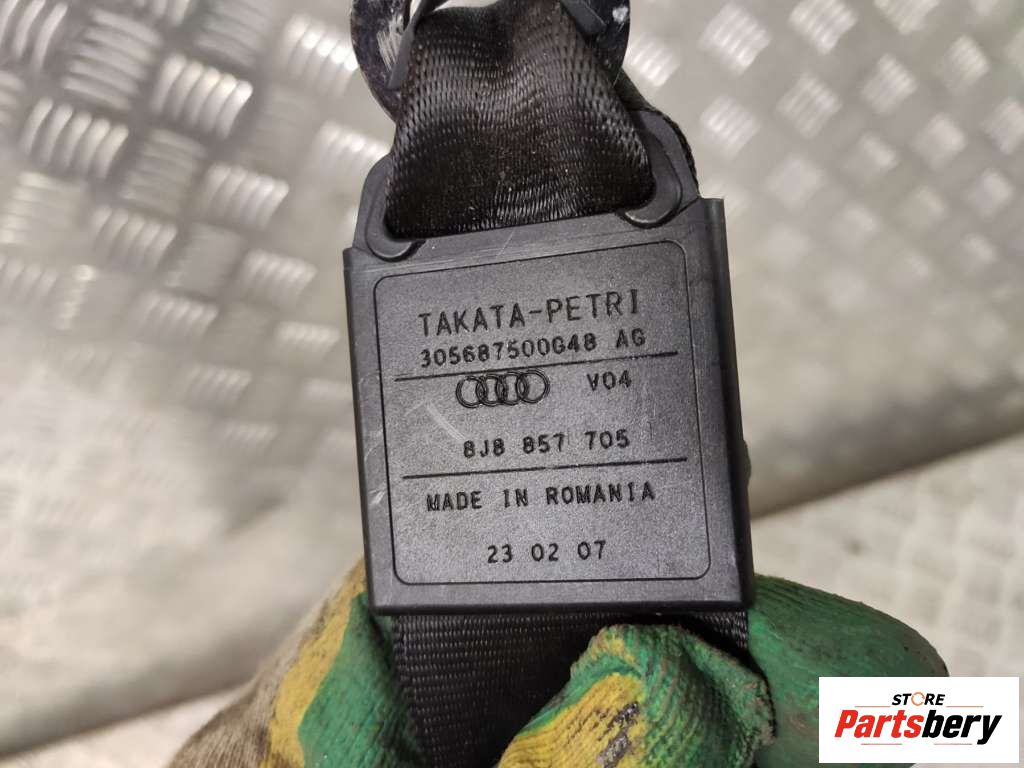 TAKATA-PETRI
305687500G48 AG
V04
8J8 857 705
MADE IN ROMANIA
23 02 07
STORE
Partsbery